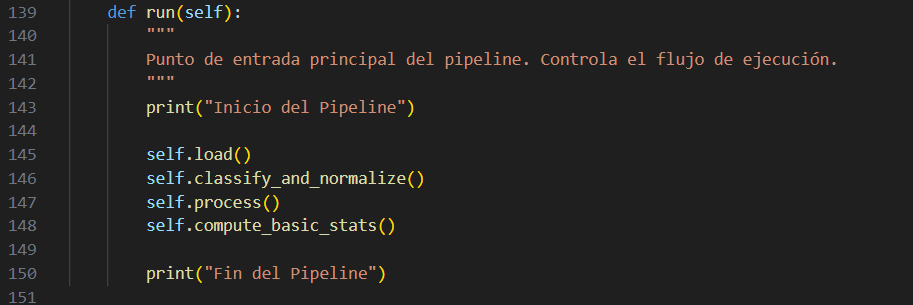 139 def run(self):
140 """
141 Punto de entrada principal del pipeline. Controla el flujo de ejecución.
142 """
143 print("Inicio del Pipeline")
144
145 self.load()
146 self.classify_and_normalize()
147 self.process()
148 self.compute_basic_stats()
149
150 print("Fin del Pipeline")
151